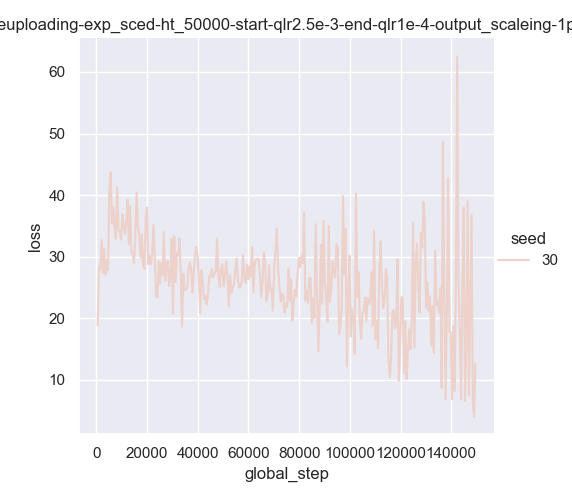 euploading-exp_sced-ht_50000-start-qlr2.5e-3-end-qlr1e-4-output_scaleing-1p
60
50
40
30
20
10
loss
seed
30
0 20000 40000 60000 80000 100000 120000 140000
global_step